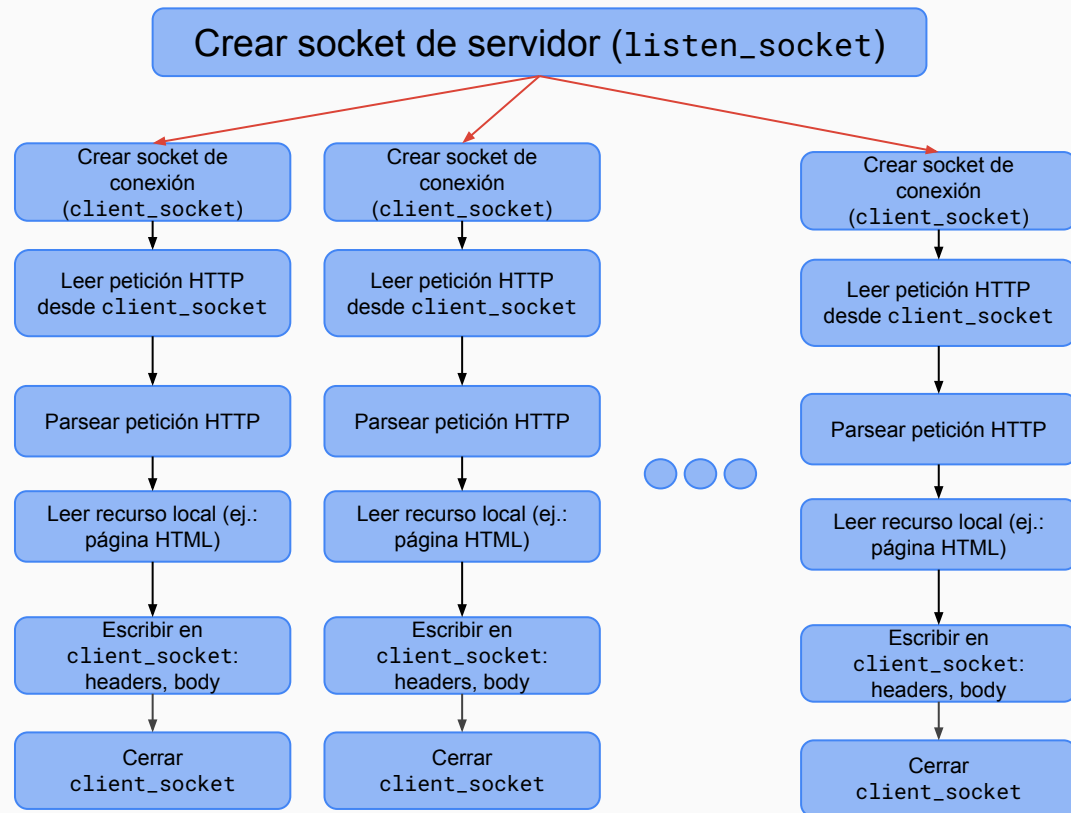 Crear socket de servidor (listen_socket)
Crear socket de
conexión
(client_socket)
Leer petición HTTP
desde client_socket
Parsear petición HTTP
Leer recurso local (ej.:
página HTML)
Escribir en
client_socket:
headers, body
Cerrar
client_socket
Crear socket de
conexión
(client_socket)
Leer petición HTTP
desde client_socket
Parsear petición HTTP
Leer recurso local (ej.:
página HTML)
Escribir en
client_socket:
headers, body
Cerrar
client_socket
Crear socket de
conexión
(client_socket)
Leer petición HTTP
desde client_socket
Parsear petición HTTP
Leer recurso local (ej.:
página HTML)
Escribir en
client_socket:
headers, body
Cerrar
client_socket